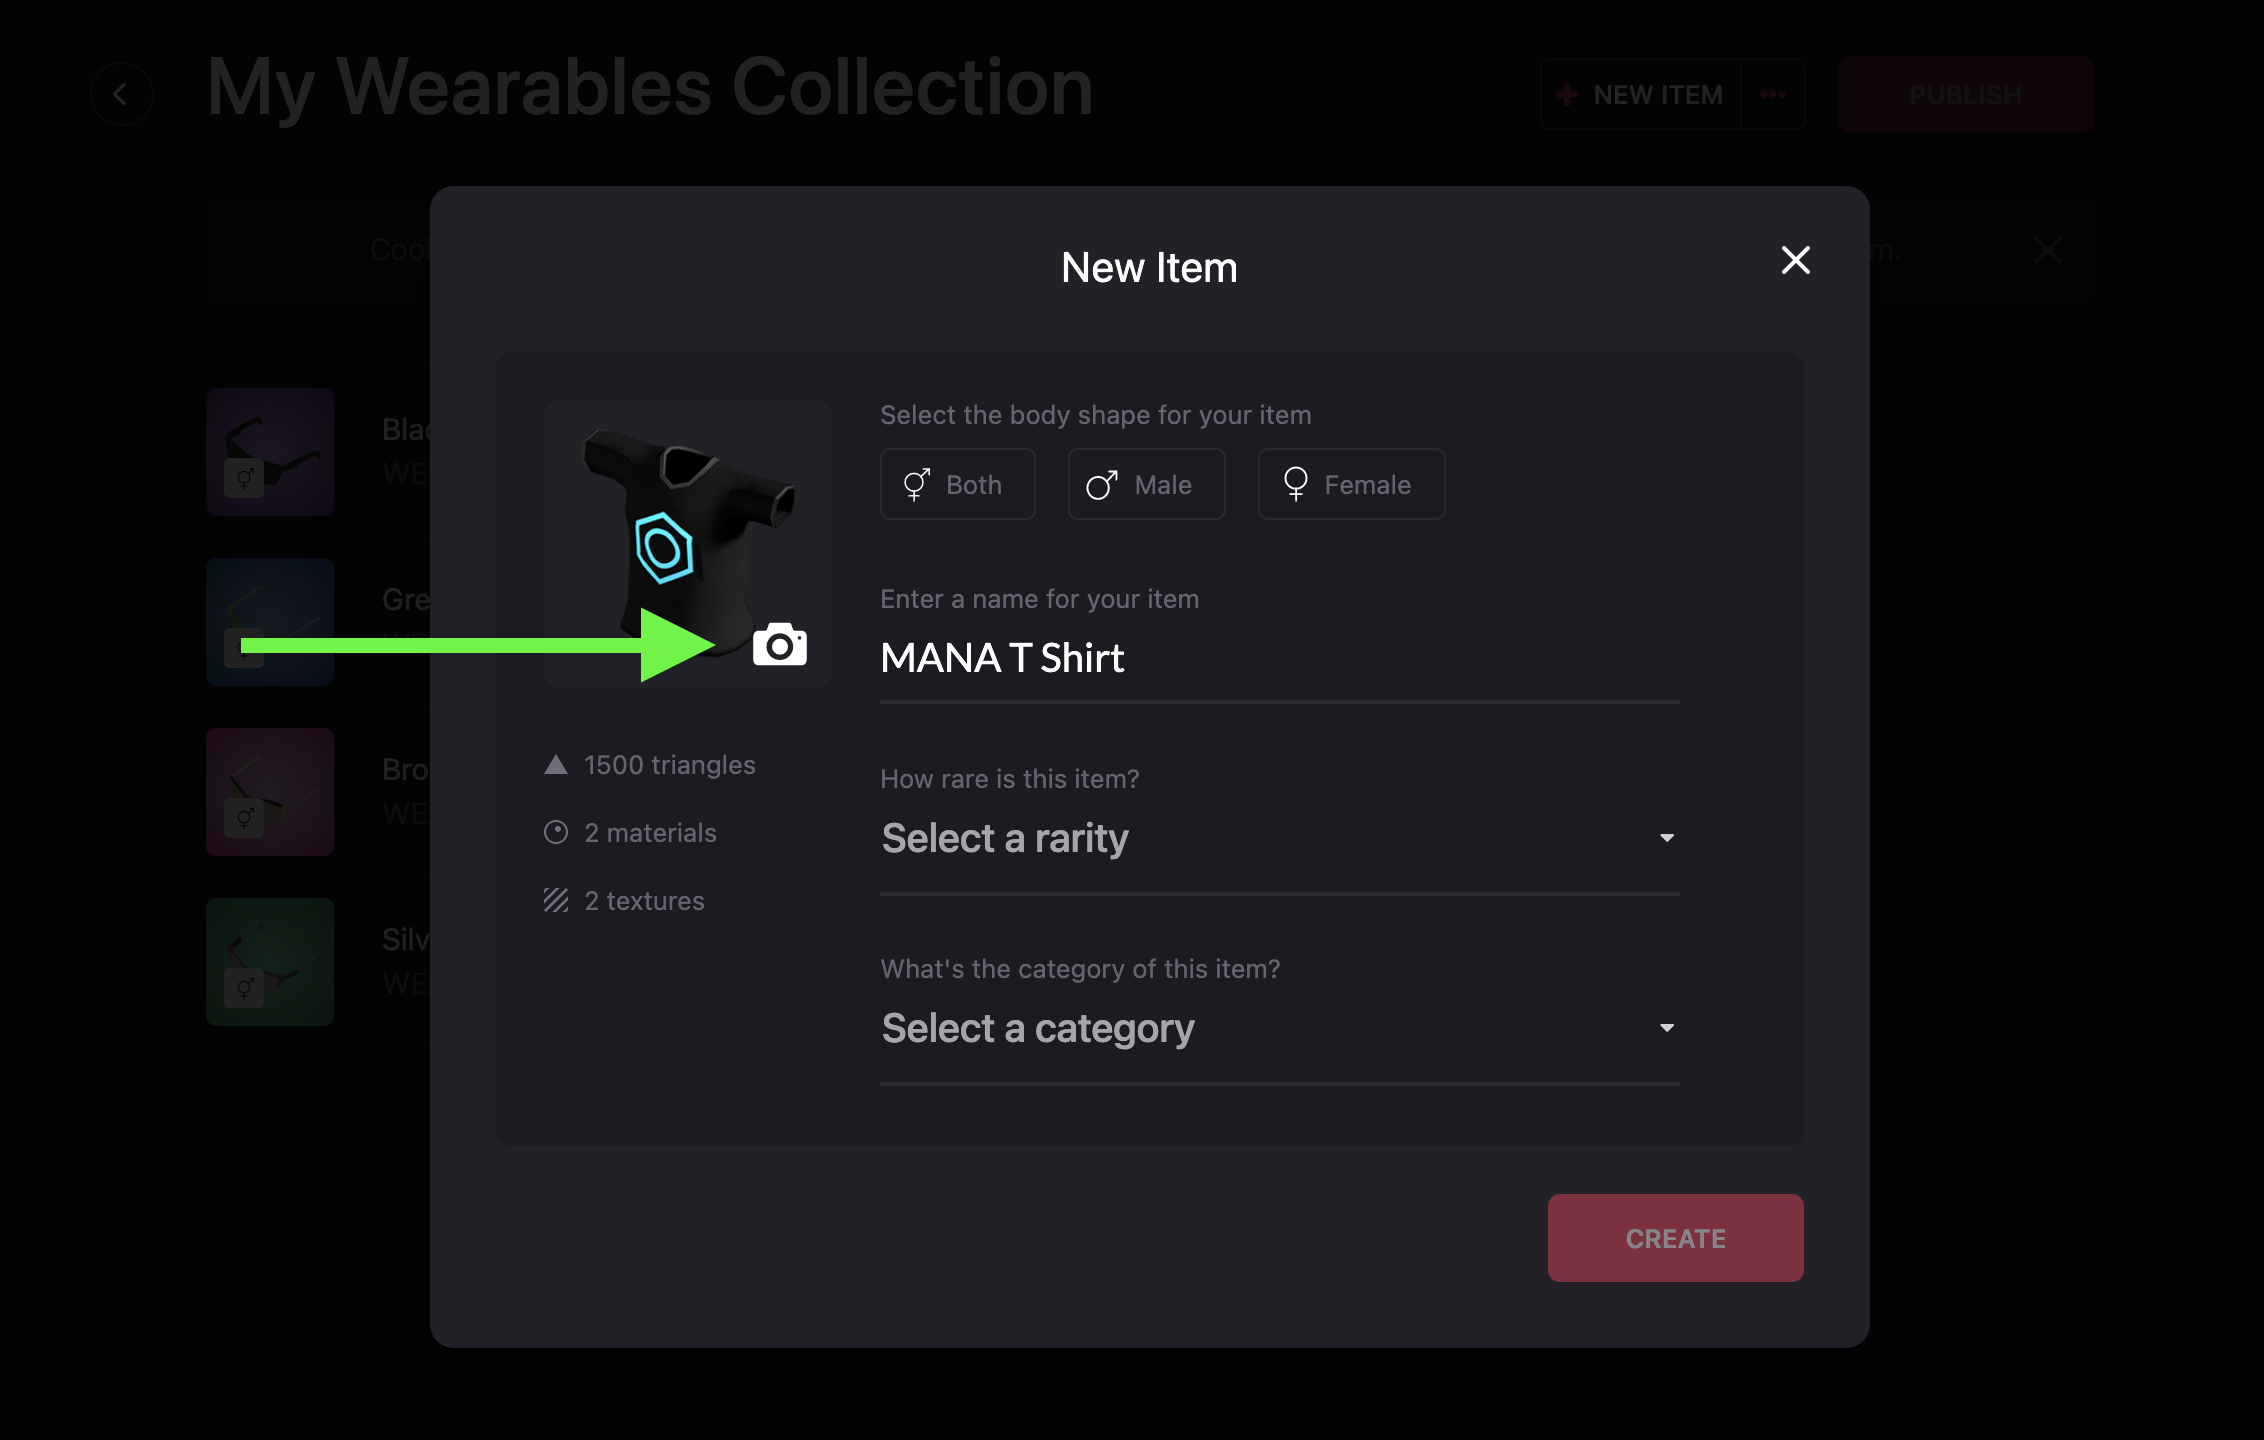 My Wearables Collection
NEW ITEM
PUBLISH
New Item
Select the body shape for your item
Both
Male
Female
Enter a name for your item
MANA T Shirt
1500 triangles
How rare is this item?
Select a rarity
2 materials
2 textures
What's the category of this item?
Select a category
CREATE
Cool
m.
Blac
WE
Gre
Bro
WE
Silv
WE